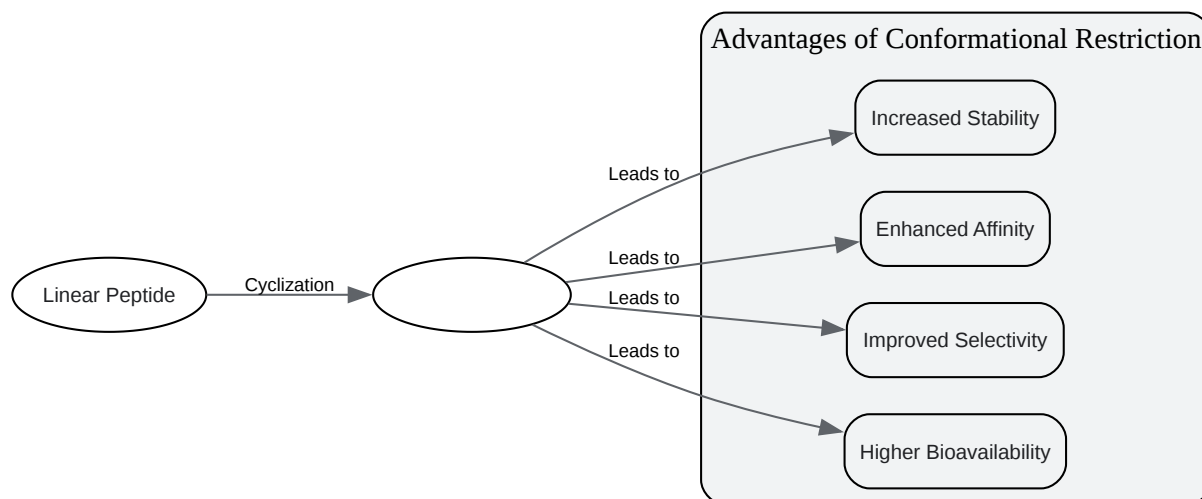 Advantages of Conformational Restriction
Increased Stability
Leads to
Enhanced Affinity
Leads to
Linear Peptide
Cyclization
Leads to
Improved Selectivity
Leads to
Higher Bioavailability